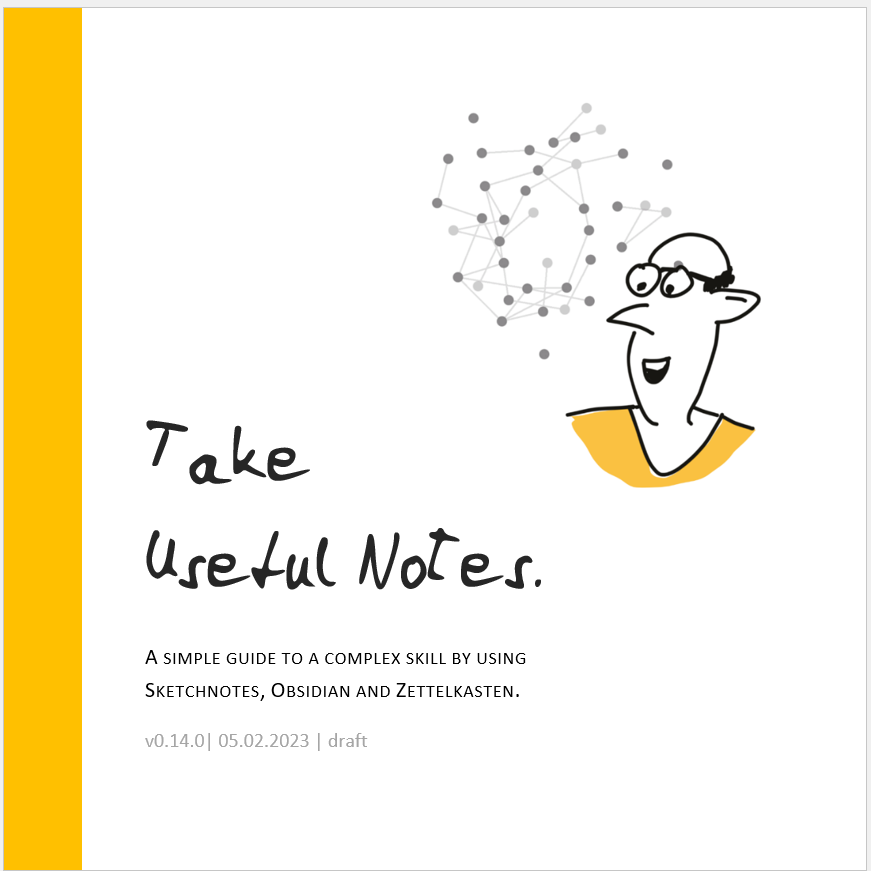 Take
Useful Notes.
A simple guide to a complex skill by using
Sketchnotes, Obsidian and Zettelkasten.
v0.14.0| 05.02.2023 | draft